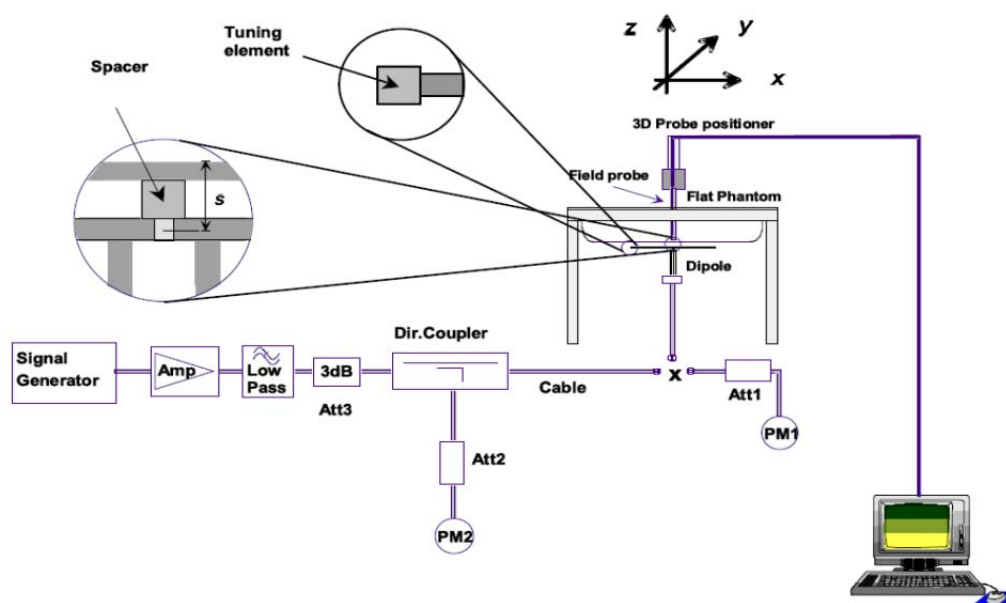 Tuning
element
Spacer
s
z
y
x
3D Probe positioner
Field probe
Flat Phantom
Dipole
Signal
Generator
Amp
Low
Pass
3dB
Att3
Dir.Coupler
Cable
x
Att1
PM1
Att2
PM2